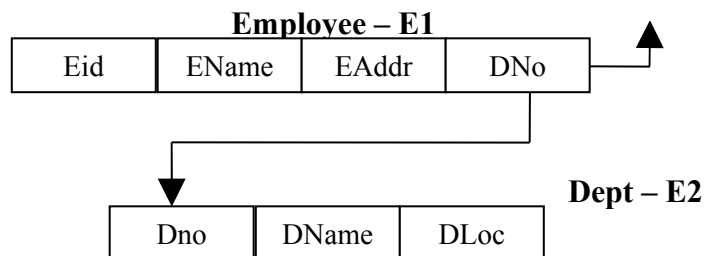 Employee – E1
Eid EName EAddr DNo
Dept – E2
Dno DName DLoc